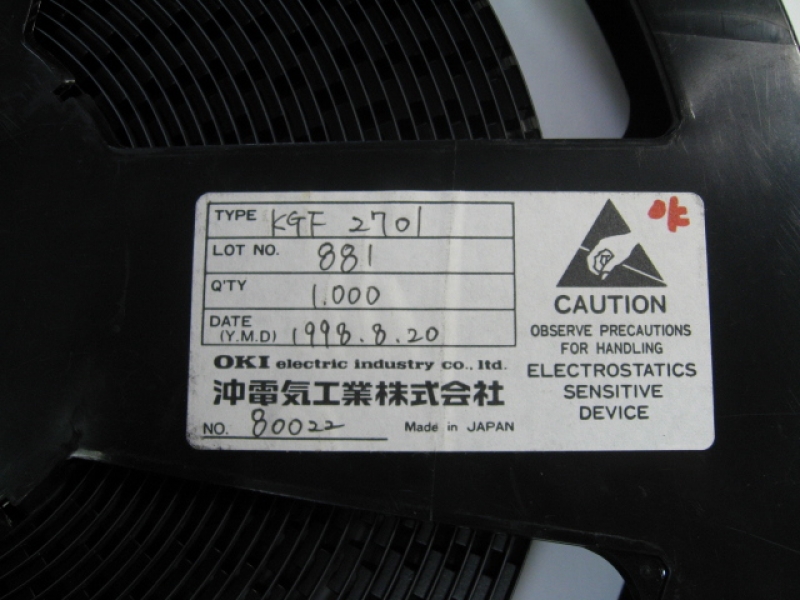 TYPE KGF 2701
LOT NO. 881
Q'TY 1.000
DATE (Y.M.D) 1998.8.20
OKI electric industry co., ltd.
沖電気工業株式会社
NO. 80022 Made in JAPAN
CAUTION
OBSERVE PRECAUTIONS
FOR HANDLING
ELECTROSTATICS
SENSITIVE
DEVICE